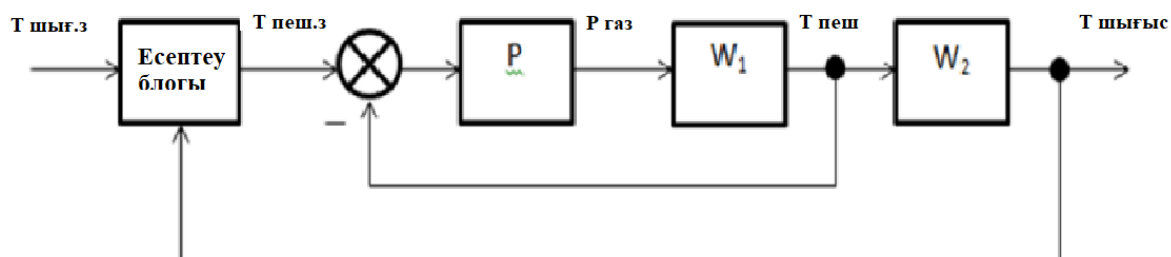 Т шығ.з
Есептеу
блогы
Т пеш.з
–
P
Р газ
W1
Т пеш
W2
Т шығыс